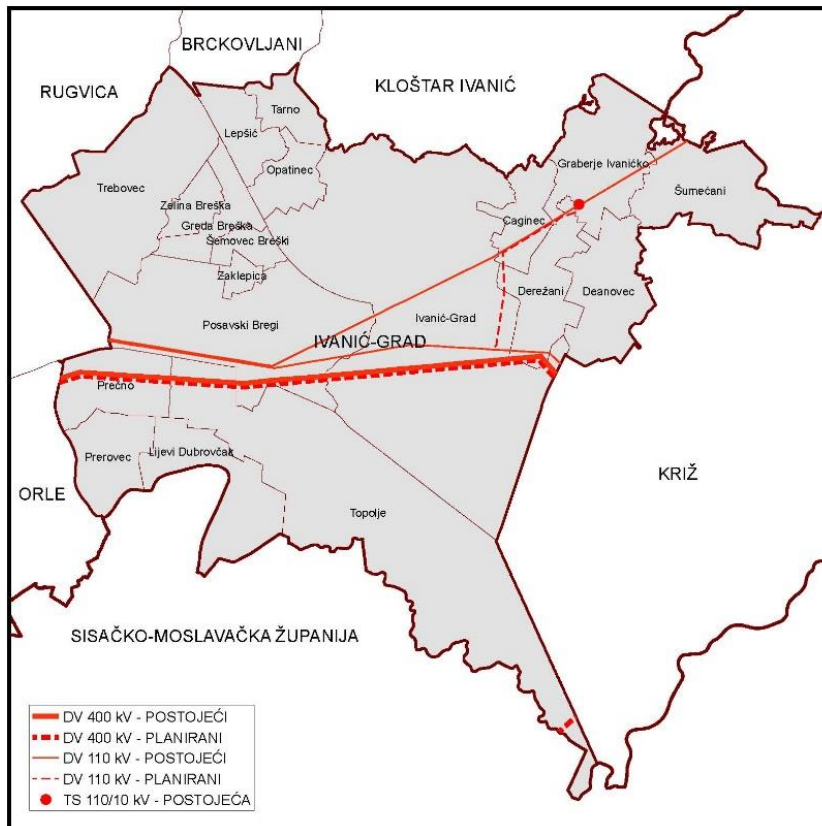 BRCKOVLJANI
RUGVICA
KLOŠTAR IVANIĆ
Tarno
Lepšić
Opatinec
Graberje Ivaničko
Trebovec
Šumećani
Zelina Breška
Greda Breška
Caginec
Šemovec Breški
Zaklepica
Derežani
Deanovec
Posavski Bregi
Ivanić-Grad
IVANIĆ-GRAD
Prečno
Prerovec
Lijevi Dubrovčak
ORLE
KRIŽ
Topolje
SISAČKO-MOSLAVAČKA ŽUPANIJA
DV 400 kV - POSTOJEĆI
DV 400 kV - PLANIRANI
DV 110 kV - POSTOJEĆI
DV 110 kV - PLANIRANI
TS 110/10 kV - POSTOJEĆA